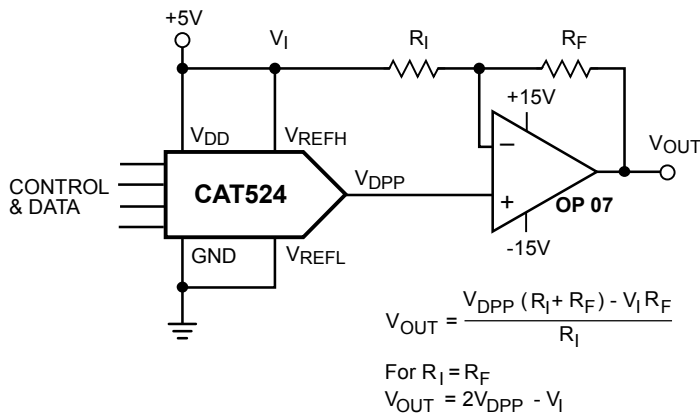 +5V
V_I
R_I
R_F
+15V
V_DD
V_REFH
V_OUT
CONTROL
& DATA
CAT524
V_DPP
−
+
OP 07
-15V
GND
V_REFL
V_OUT = V_DPP (R_I + R_F) - V_I R_F / R_I
For R_I = R_F
V_OUT = 2V_DPP - V_I